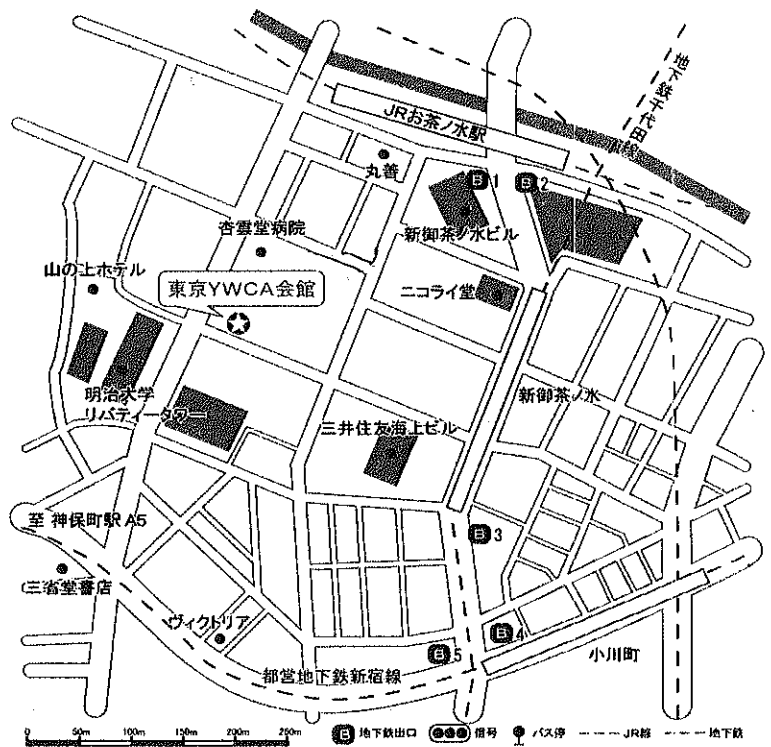 地下鉄千代田線
JRお茶ノ水駅
丸善
B1
B2
新御茶ノ水ビル
杏雲堂病院
山の上ホテル
東京YWCA会館
ニコライ堂
明治大学
リバティータワー
新御茶ノ水
三井住友海上ビル
至 神保町駅 A5
B3
三省堂書店
ヴィクトリア
B4
B5
小川町
都営地下鉄新宿線
0 50m 100m 150m 200m 250m
B 地下鉄出口 信号 バス停 JR線 地下鉄